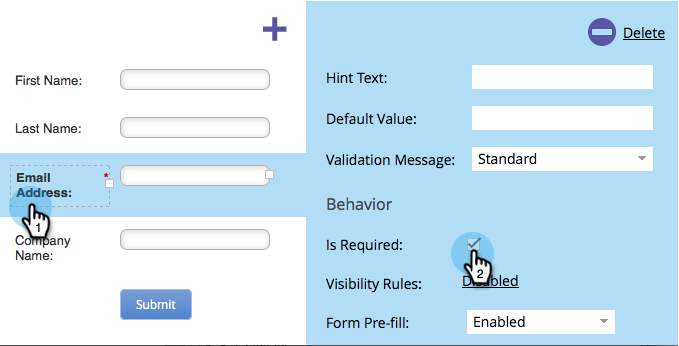 Delete
First Name:
Last Name:
Email
Address:
*
1
Company
Name:
Submit
Hint Text:
Default Value:
Validation Message:
Standard
Behavior
Is Required:
2
Visibility Rules:
Disabled
Form Pre-fill:
Enabled